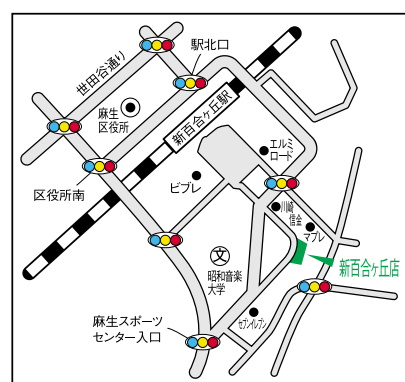 駅北口
世田谷通り
麻生
区役所
新百合ヶ丘駅
エルミ
ロード
区役所南
ビブレ
川崎
信金
マプレ
文
昭和音楽
大学
新百合ヶ丘店
セブンイレブン
麻生スポーツ
センター入口